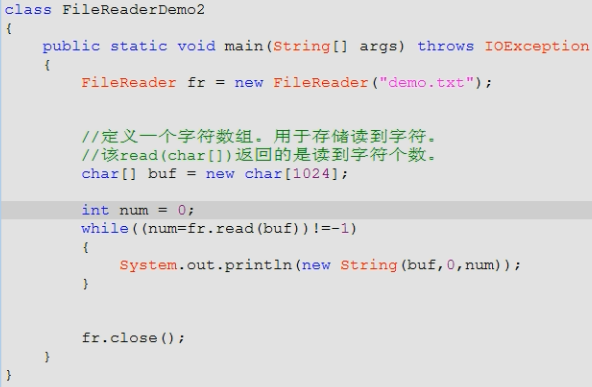 class FileReaderDemo2
{
public static void main(String[] args) throws IOException
{
FileReader fr = new FileReader("demo.txt");
//定义一个字符数组。用于存储读到字符。
//该read(char[])返回的是读到字符个数。
char[] buf = new char[1024];
int num = 0;
while((num=fr.read(buf))!=-1)
{
System.out.println(new String(buf,0,num));
}
fr.close();
}
}